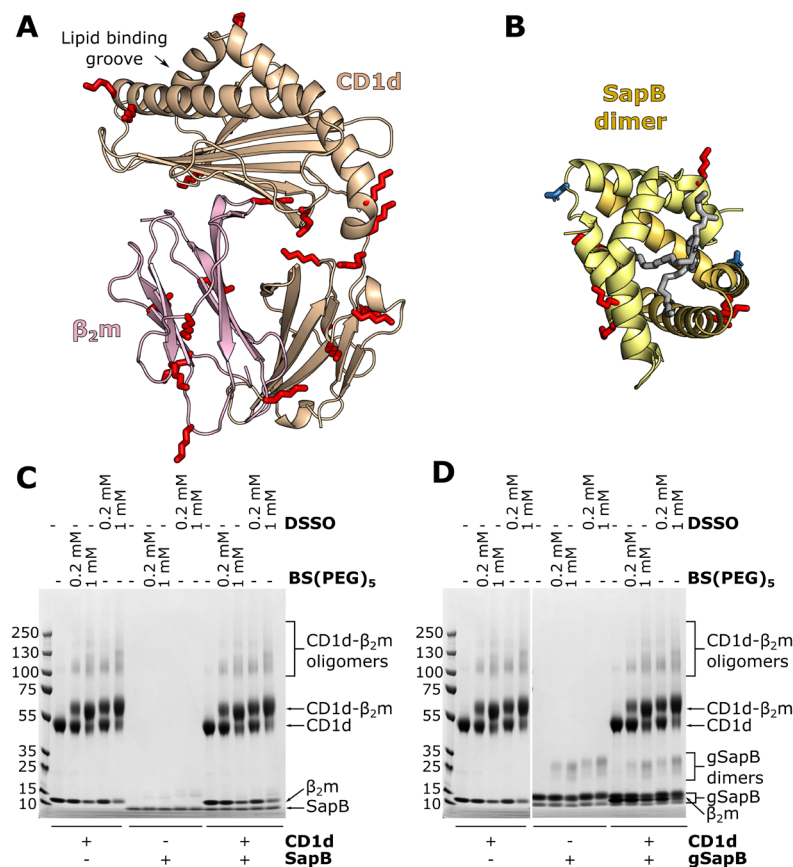 A
B
Lipid binding
groove
CD1d
SapB
dimer
β₂m
C
D
- - - 0.2 mM 1 mM - - - 0.2 mM 1 mM - - - 0.2 mM 1 mM DSSO
- 0.2 mM 1 mM - - - 0.2 mM 1 mM - - - 0.2 mM 1 mM - - BS(PEG)₅
250
130
100
75
55
35
25
15
10
CD1d-β₂m
oligomers
CD1d-β₂m
CD1d
β₂m
SapB
+ - + CD1d
- + + SapB
- - - 0.2 mM 1 mM - - - 0.2 mM 1 mM - - - 0.2 mM 1 mM DSSO
- 0.2 mM 1 mM - - - 0.2 mM 1 mM - - - 0.2 mM 1 mM - - BS(PEG)₅
250
130
100
75
55
35
25
15
10
CD1d-β₂m
oligomers
CD1d-β₂m
CD1d
gSapB
dimers
gSapB
β₂m
+ - + CD1d
- + + gSapB